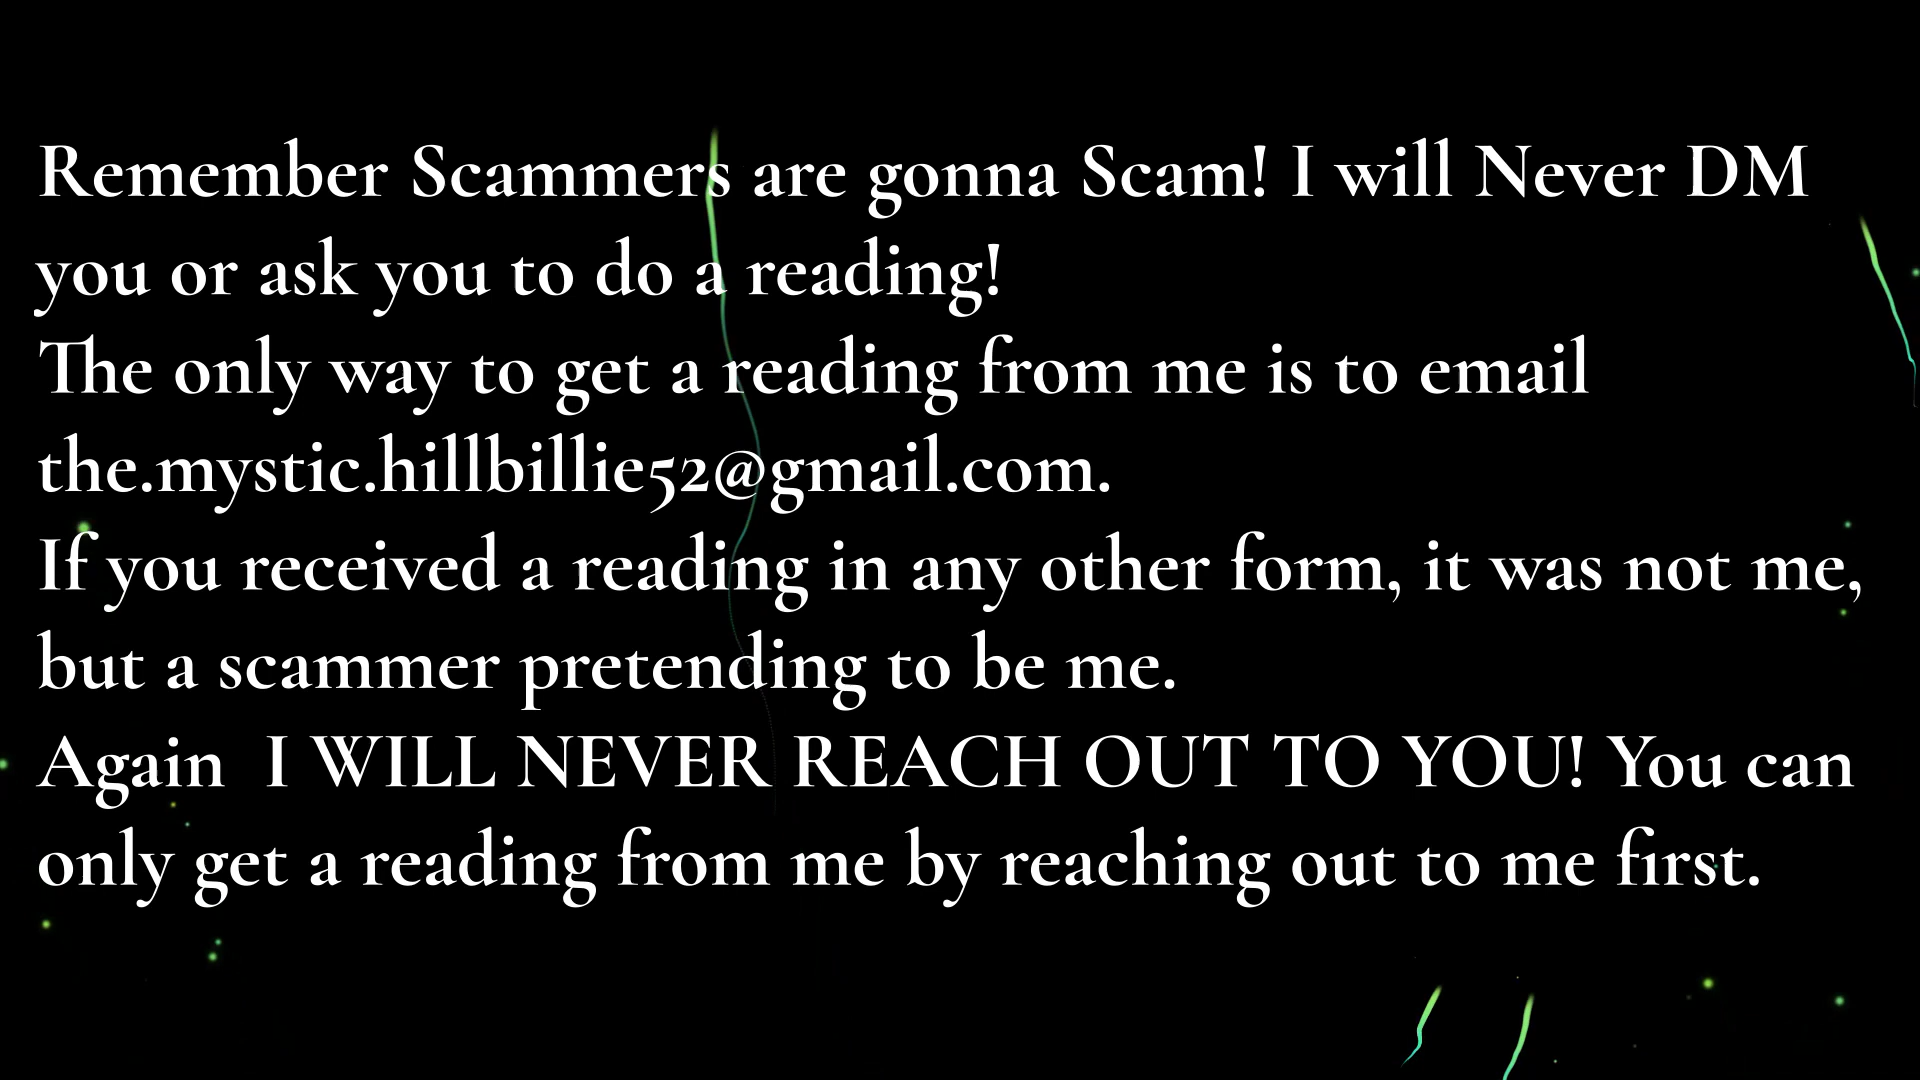 Remember Scammers are gonna Scam! I will Never DM
you or ask you to do a reading!
The only way to get a reading from me is to email
the.mystic.hillbillie52@gmail.com.
If you received a reading in any other form, it was not me,
but a scammer pretending to be me.
Again  I WILL NEVER REACH OUT TO YOU! You can
only get a reading from me by reaching out to me first.